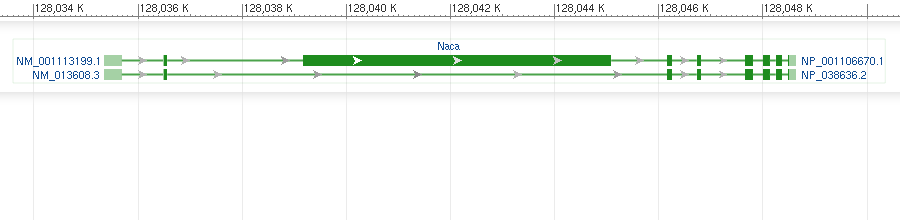 128,034 K 128,036 K 128,038 K 128,040 K 128,042 K 128,044 K 128,046 K 128,048 K
Naca
NM_001113199.1 NP_001106670.1
NM_013608.3 NP_038636.2